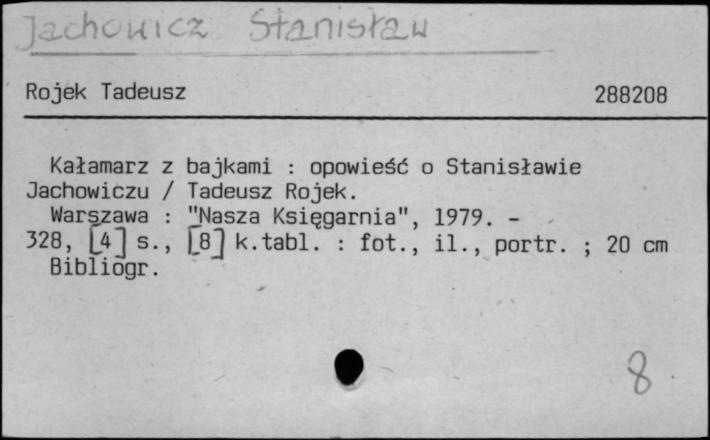 Jachowicz Stanisław
Rojek Tadeusz 288208
Kałamarz z bajkami : opowieść o Stanisławie
Jachowiczu / Tadeusz Rojek.
Warszawa : "Nasza Księgarnia", 1979. -
328, [4] s., [8] k.tabl. : fot., il., portr. ; 20 cm
Bibliogr.
8